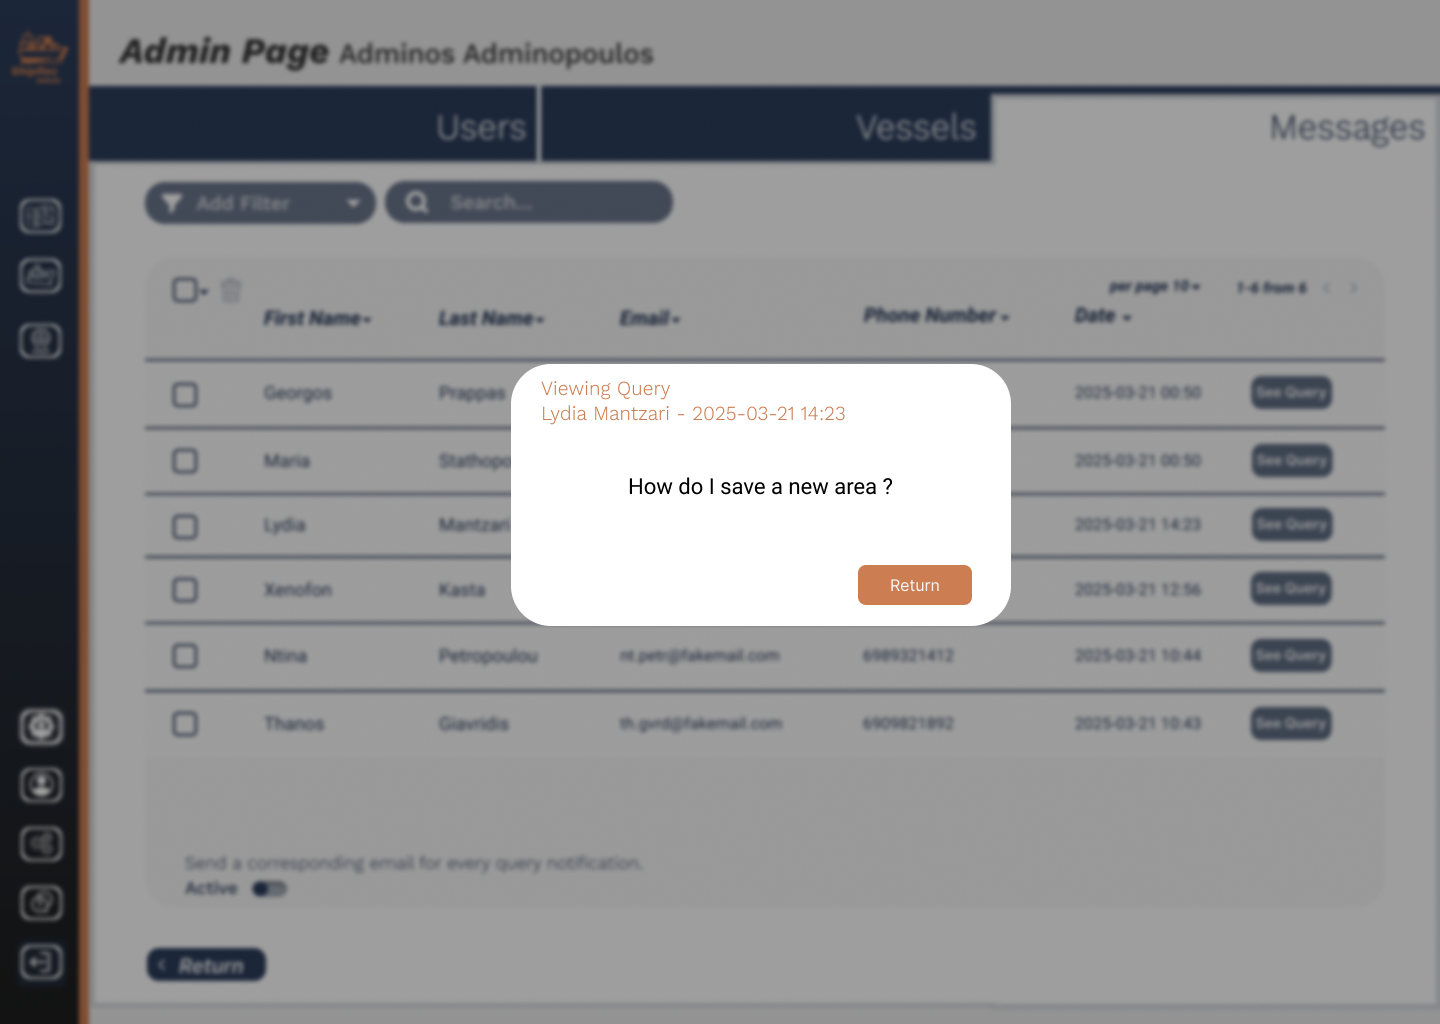 Admin Page Adminos Adminopoulos
Users
Vessels
Messages
Add Filter
Search...
per page 10
1-6 from 6
First Name
Last Name
Email
Phone Number
Date
Georgos Prappas 2025-03-21 00:50 See Query
Maria Stathopo 2025-03-21 00:50 See Query
Lydia Mantzari 2025-03-21 14:23 See Query
Xenofon Kasta 2025-03-21 12:56 See Query
Ntina Petropoulou nt.petr@fakemail.com 6989321412 2025-03-21 10:44 See Query
Thanos Giavridis th.gvrd@fakemail.com 6909821892 2025-03-21 10:43 See Query
Viewing Query
Lydia Mantzari - 2025-03-21 14:23
How do I save a new area ?
Return
Send a corresponding email for every query notification.
Active
Return